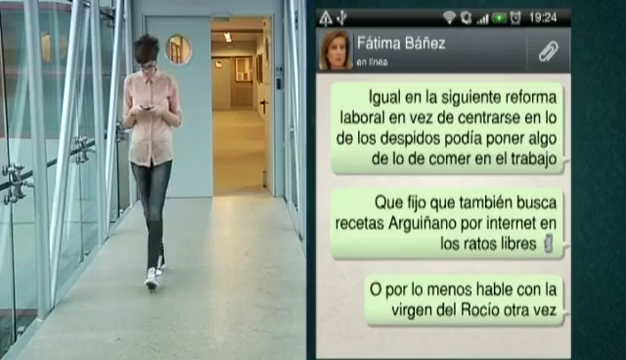 19:24
Fátima Báñez
en línea
Igual en la siguiente reforma
laboral en vez de centrarse en lo
de los despidos podía poner algo
de lo de comer en el trabajo
Que fijo que también busca
recetas Arguiñano por internet en
los ratos libres
O por lo menos hable con la
virgen del Rocío otra vez